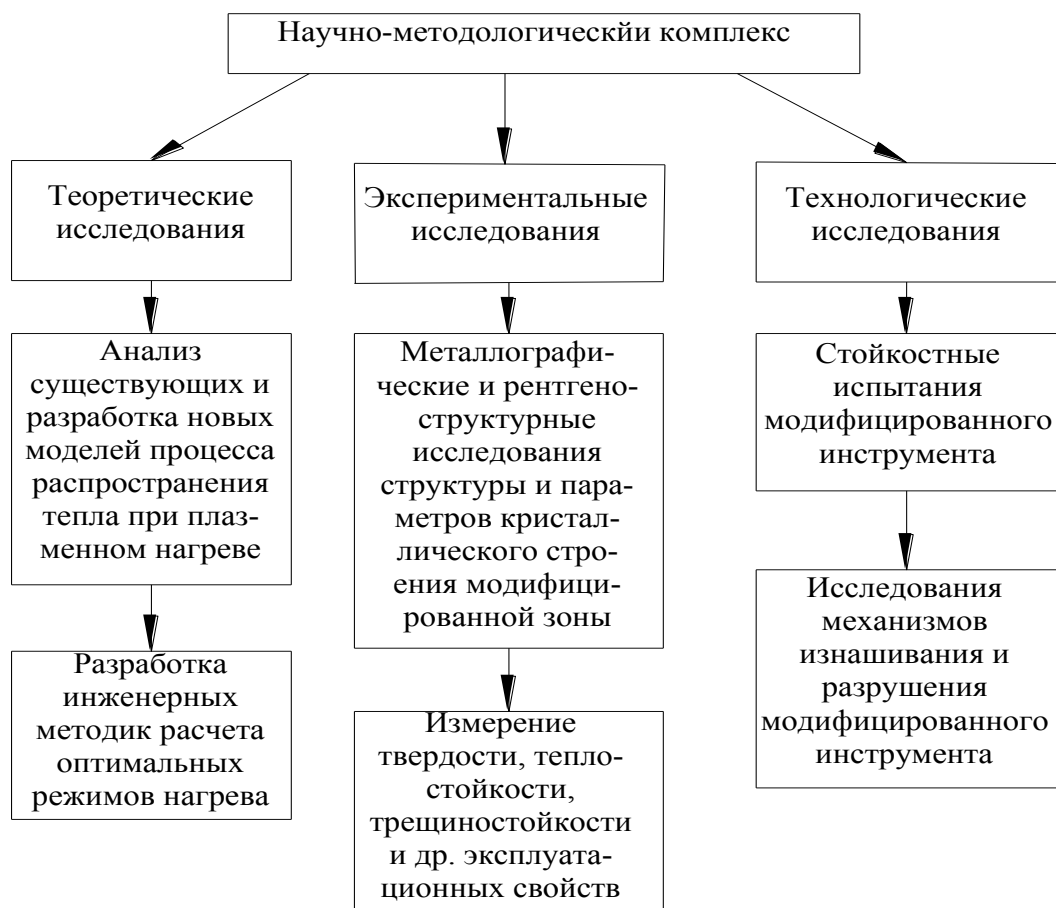 Научно-методологическйи комплекс
Теоретические
исследования
Экспериментальные
исследования
Технологические
исследования
Анализ
существующих и
разработка новых
моделей процесса
распространения
тепла при плаз-
менном нагреве
Металлографи-
ческие и рентгено-
структурные
исследования
структуры и пара-
метров кристал-
лического стро-
ения модифици-
рованной зоны
Стойкостные
испытания
модифицированного
инструмента
Разработка
инженерных
методик расчета
оптимальных
режимов нагрева
Измерение
твердости, тепло-
стойкости,
трещиностойкости
и др. эксплуата-
ционных свойств
Исследования
механизмов
изнашивания и
разрушения
модифицированного
инструмента